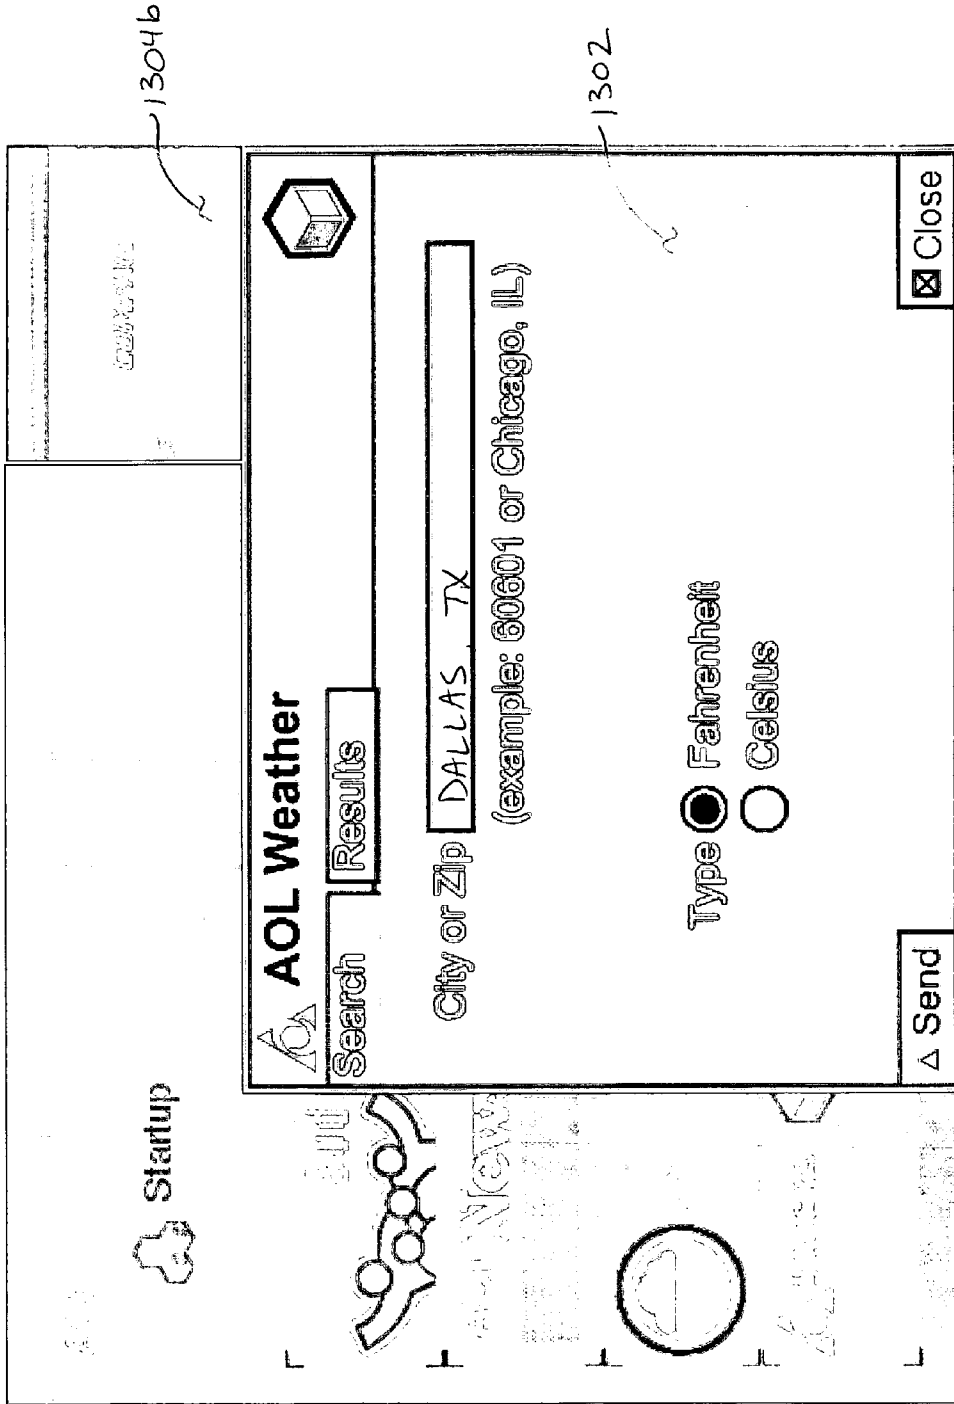 1304b
Startup
AOL Weather
Search Results
City or Zip DALLAS, TX
(example: 60601 or Chicago, IL)
1302
Type Fahrenheit
Celsius
Send Close